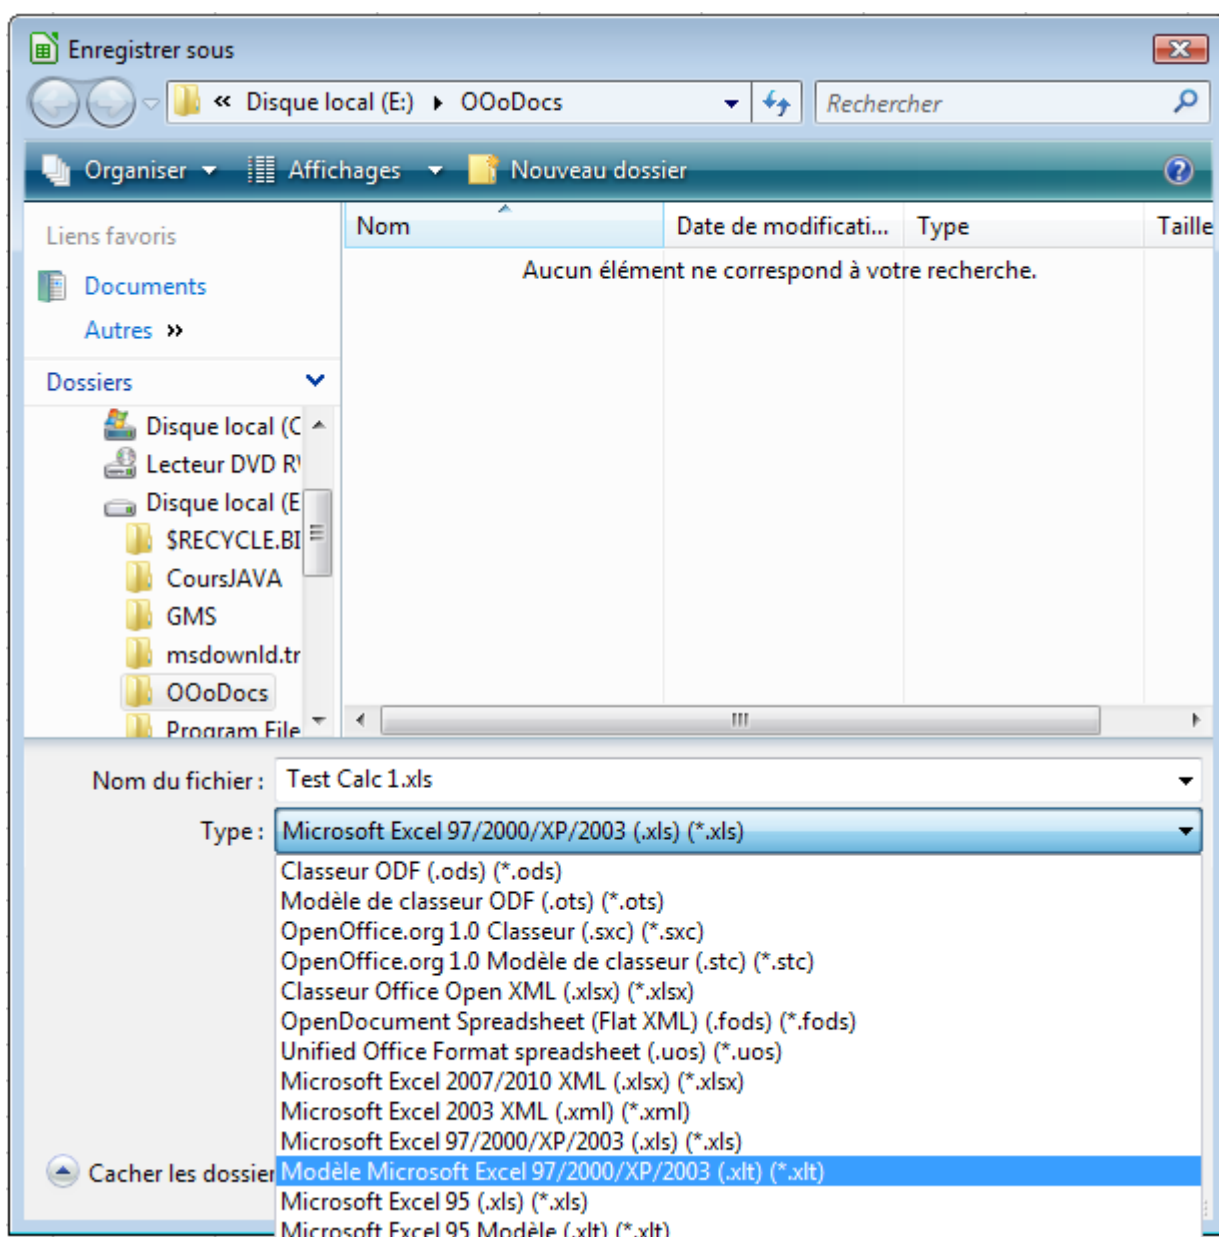 Enregistrer sous
« Disque local (E:) OOoDocs
Rechercher
Organiser Affichages Nouveau dossier
Liens favoris
Documents
Autres »
Dossiers
Disque local (C
Lecteur DVD
Disque local (E
$RECYCLE.BI
CoursJAVA
GMS
msdownld.tr
OOoDocs
Program File
Nom Date de modificati... Type Taille
Aucun élément ne correspond à votre recherche.
Nom du fichier : Test Calc 1.xls
Type : Microsoft Excel 97/2000/XP/2003 (.xls) (*.xls)
Classeur ODF (.ods) (*.ods)
Modèle de classeur ODF (.ots) (*.ots)
OpenOffice.org 1.0 Classeur (.sxc) (*.sxc)
OpenOffice.org 1.0 Modèle de classeur (.stc) (*.stc)
Classeur Office Open XML (.xlsx) (*.xlsx)
OpenDocument Spreadsheet (Flat XML) (.fods) (*.fods)
Unified Office Format spreadsheet (.uos) (*.uos)
Microsoft Excel 2007/2010 XML (.xlsx) (*.xlsx)
Microsoft Excel 2003 XML (.xml) (*.xml)
Microsoft Excel 97/2000/XP/2003 (.xls) (*.xls)
Modèle Microsoft Excel 97/2000/XP/2003 (.xlt) (*.xlt)
Microsoft Excel 95 (.xls) (*.xls)
Microsoft Excel 95 Modèle (.xlt) (*.xlt)
Cacher les dossier